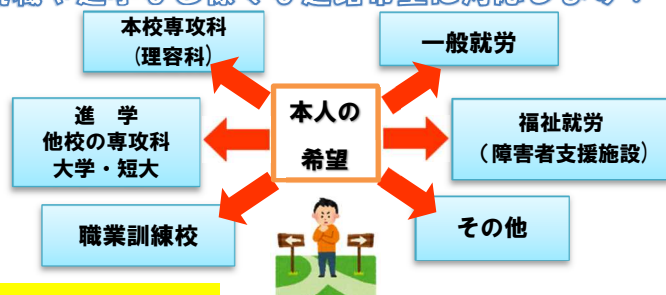 本校専攻科
(理容科)
一般就労
本人の
希望
進　学
他校の専攻科
大学・短大
福祉就労
（障害者支援施設）
職業訓練校
その他